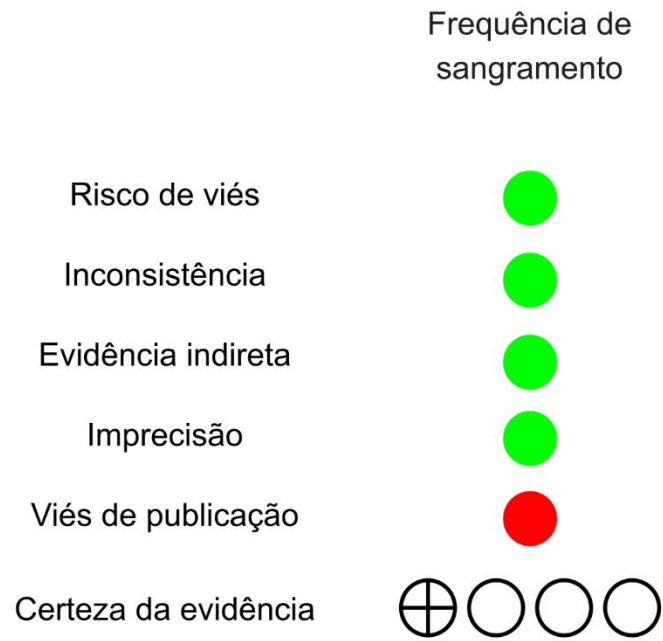 Frequência de
sangramento
Risco de viés
Inconsistência
Evidência indireta
Imprecisão
Viés de publicação
Certeza da evidência